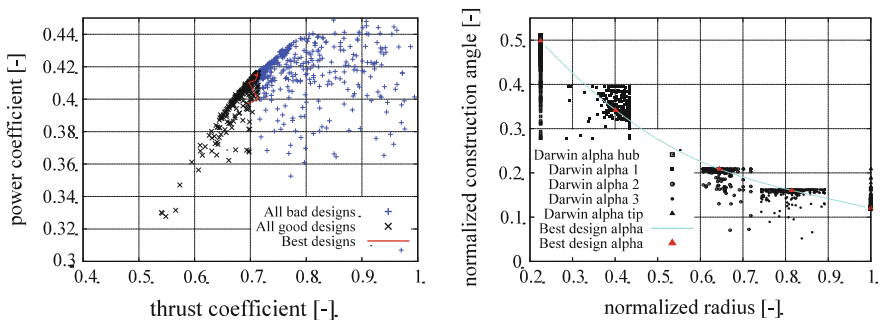 0.44
0.42
0.4
0.38
0.36
0.34
0.32
0.3
power coefficient [-]
All bad designs
All good designs
Best designs
0.4 0.5 0.6 0.7 0.8 0.9 1
thrust coefficient [-]
0.5
0.4
0.3
0.2
0.1
0
normalized construction angle [-]
Darwin alpha hub
Darwin alpha 1
Darwin alpha 2
Darwin alpha 3
Darwin alpha tip
Best design alpha
Best design alpha
0.2 0.3 0.4 0.5 0.6 0.7 0.8 0.9 1
normalized radius [-]